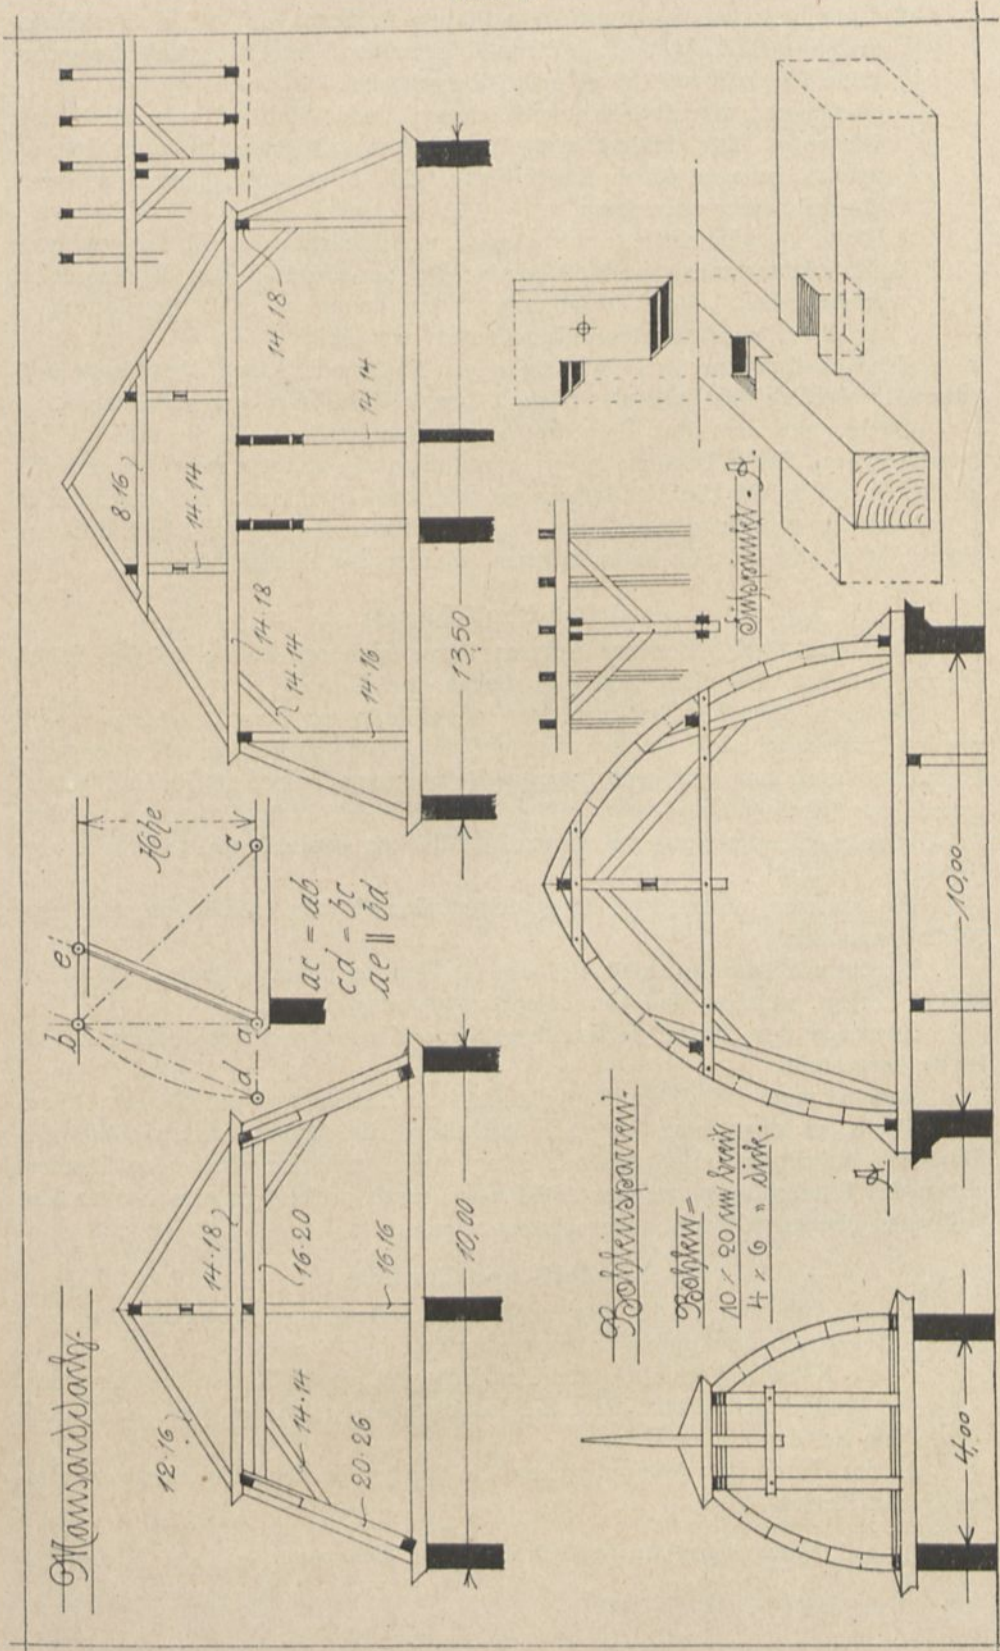 Mansarddach.
12·16
14·18
16·20
14·14
20·26
16·16
10,00
b
e
d
a
c
Höhe
ac = ab.
cd = bc
ae ∥ bd
8·16
14·14
14·18
14·18
14·14
14·16
14·14
13,50
Bohlensparren.
Bohlen=
10 × 20 cm breit
4 × 6 " dick.
4,00
A.
10,00
A.